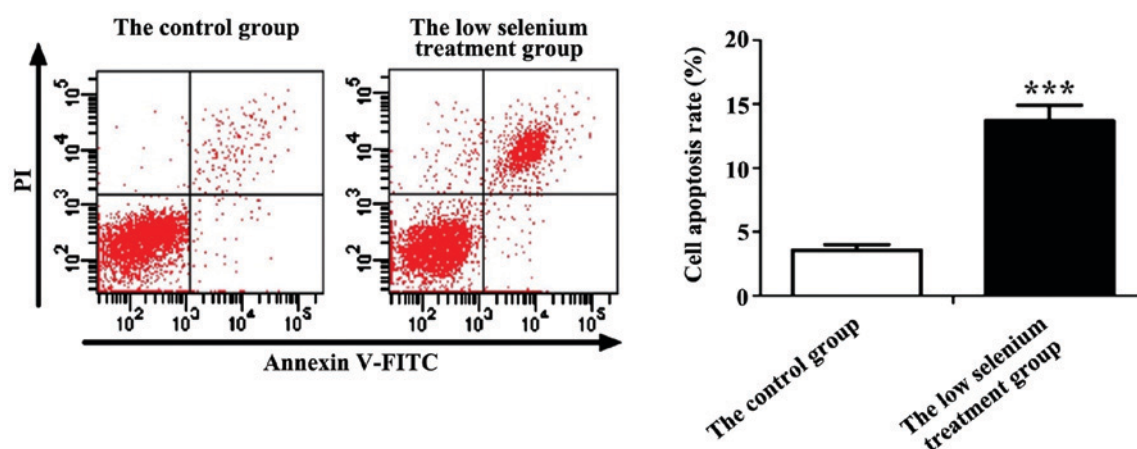 The control group
The low selenium
treatment group
PI
10^5
10^4
10^3
10^2
10^2 10^3 10^4 10^5
10^5
10^4
10^3
10^2
10^2 10^3 10^4 10^5
Annexin V-FITC
Cell apoptosis rate (%)
20
15
10
5
0
***
The control group
The low selenium
treatment group